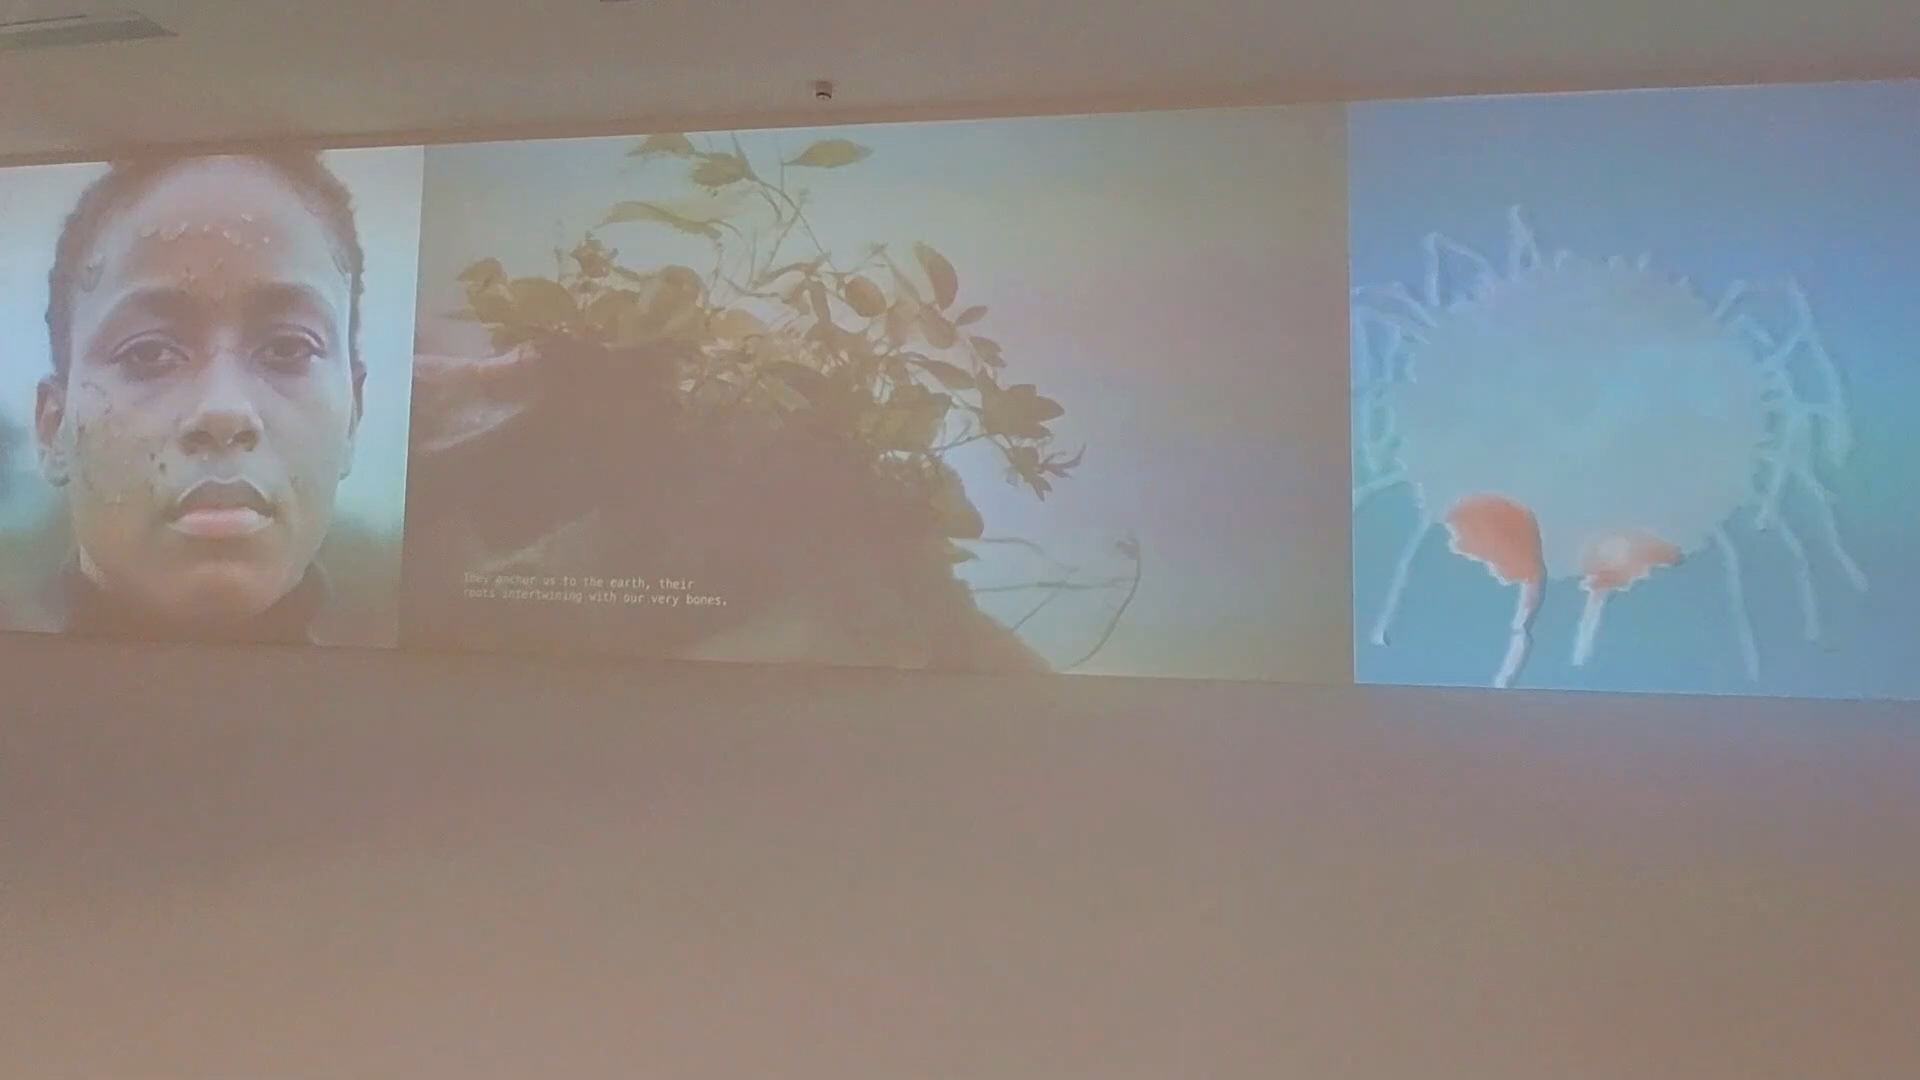 They anchor us to the earth, their
roots intertwining with our very bones.